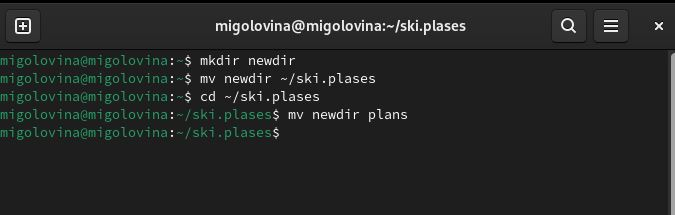 migolovina@migolovina:~/ski.plases
migolovina@migolovina:~$ mkdir newdir
migolovina@migolovina:~$ mv newdir ~/ski.plases
migolovina@migolovina:~$ cd ~/ski.plases
migolovina@migolovina:~/ski.plases$ mv newdir plans
migolovina@migolovina:~/ski.plases$